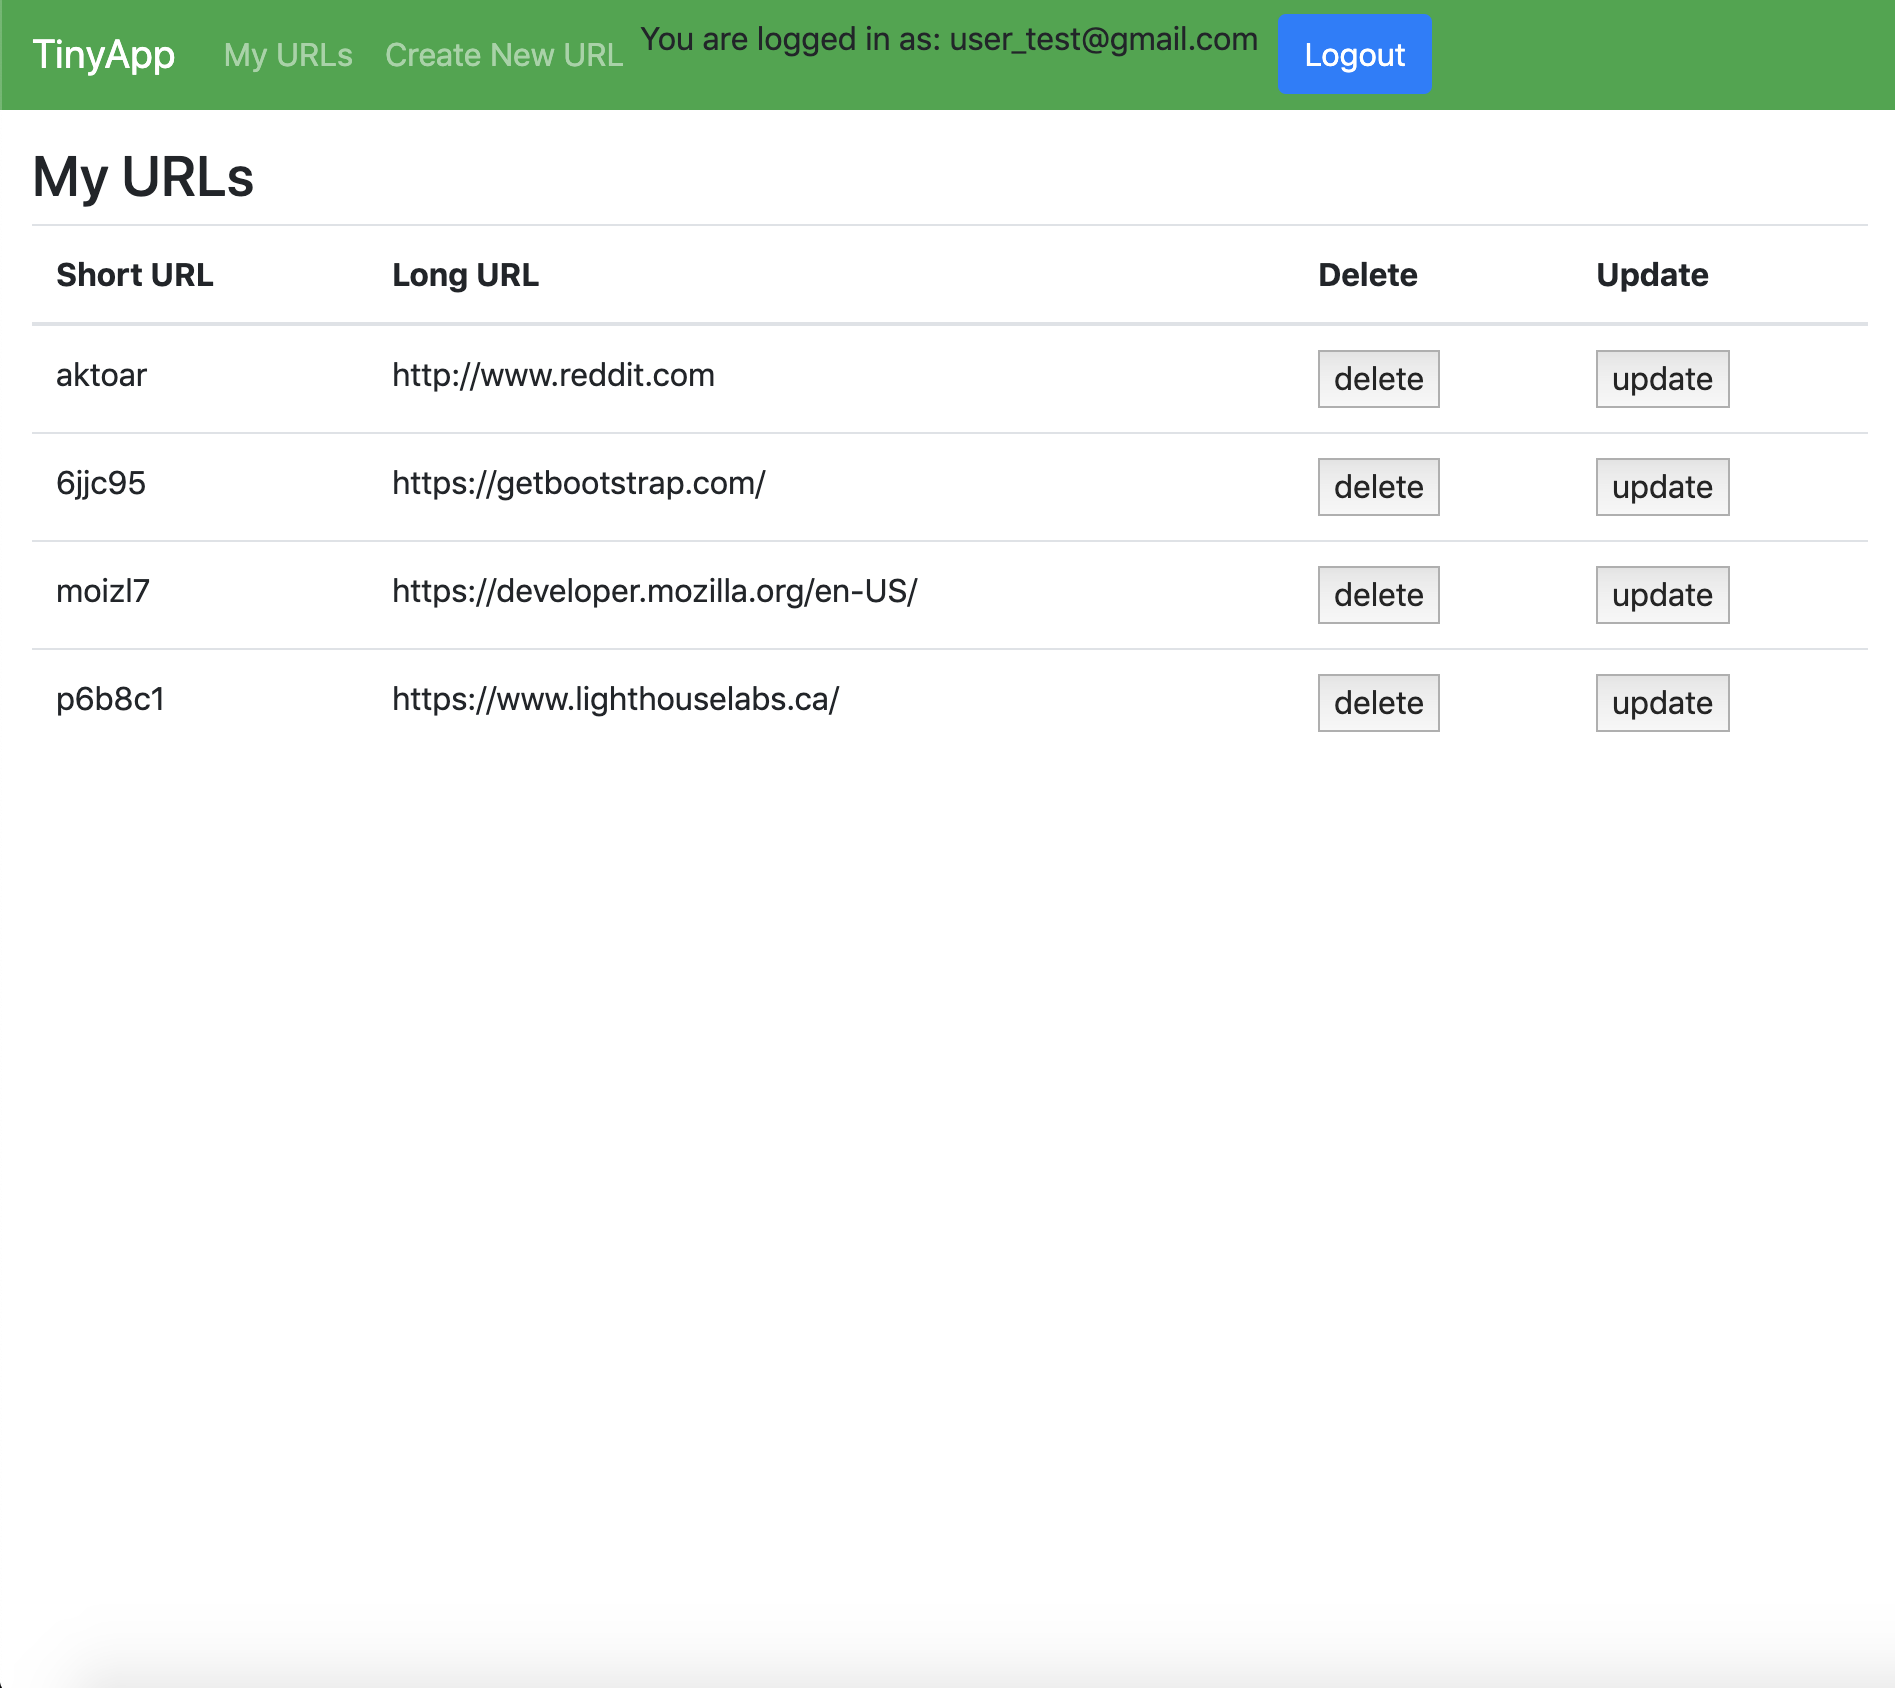 TinyApp My URLs Create New URL You are logged in as: user_test@gmail.com Logout
My URLs
Short URL Long URL Delete Update
aktoar http://www.reddit.com delete update
6jjc95 https://getbootstrap.com/ delete update
moizl7 https://developer.mozilla.org/en-US/ delete update
p6b8c1 https://www.lighthouselabs.ca/ delete update